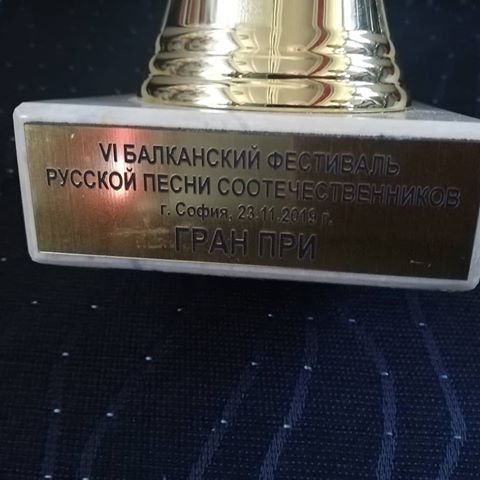 VI БАЛКАНСКИЙ ФЕСТИВАЛЬ
РУССКОЙ ПЕСНИ СООТЕЧЕСТВЕННИКОВ
г. София, 23.11.2019 г.
ГРАН ПРИ